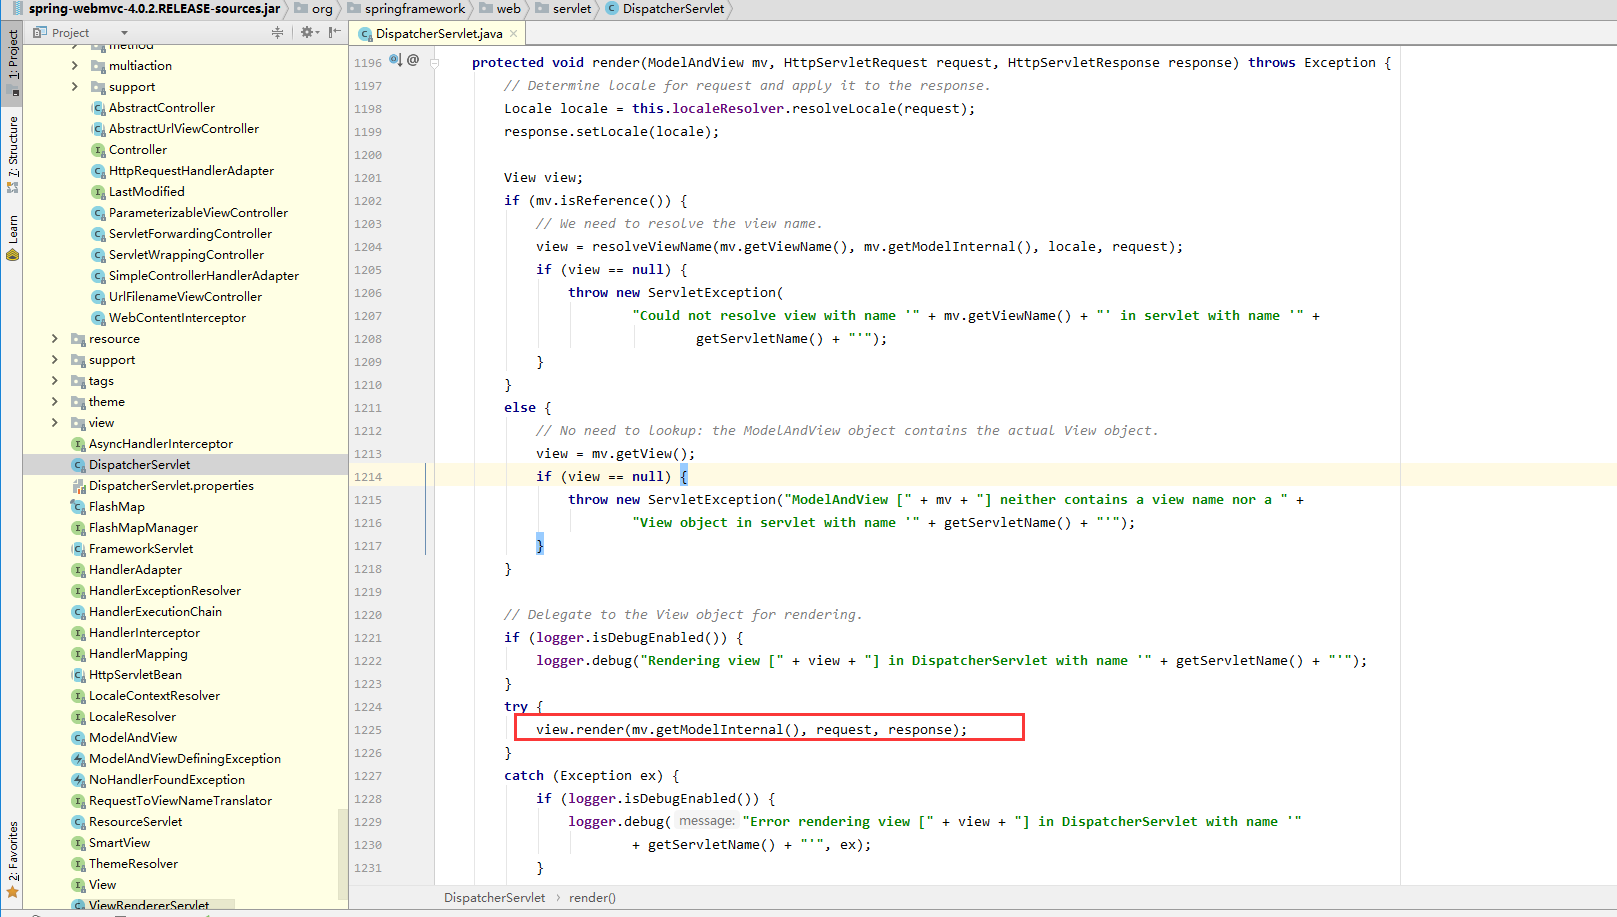 spring-webmvc-4.0.2.RELEASE-sources.jar org springframework web servlet DispatcherServlet
Project
DispatcherServlet.java
1: Project
7: Structure
Learn
2: Favorites
method
multiaction
support
AbstractController
AbstractUrlViewController
Controller
HttpRequestHandlerAdapter
LastModified
ParameterizableViewController
ServletForwardingController
ServletWrappingController
SimpleControllerHandlerAdapter
UrlFilenameViewController
WebContentInterceptor
resource
support
tags
theme
view
AsyncHandlerInterceptor
DispatcherServlet
DispatcherServlet.properties
FlashMap
FlashMapManager
FrameworkServlet
HandlerAdapter
HandlerExceptionResolver
HandlerExecutionChain
HandlerInterceptor
HandlerMapping
HttpServletBean
LocaleContextResolver
LocaleResolver
ModelAndView
ModelAndViewDefiningException
NoHandlerFoundException
RequestToViewNameTranslator
ResourceServlet
SmartView
ThemeResolver
View
ViewRendererServlet
1196 protected void render(ModelAndView mv, HttpServletRequest request, HttpServletResponse response) throws Exception {
1197 // Determine locale for request and apply it to the response.
1198 Locale locale = this.localeResolver.resolveLocale(request);
1199 response.setLocale(locale);
1200
1201 View view;
1202 if (mv.isReference()) {
1203 // We need to resolve the view name.
1204 view = resolveViewName(mv.getViewName(), mv.getModelInternal(), locale, request);
1205 if (view == null) {
1206 throw new ServletException(
1207 "Could not resolve view with name '" + mv.getViewName() + "' in servlet with name '" +
1208 getServletName() + "'");
1209 }
1210 }
1211 else {
1212 // No need to lookup: the ModelAndView object contains the actual View object.
1213 view = mv.getView();
1214 if (view == null) {
1215 throw new ServletException("ModelAndView [" + mv + "] neither contains a view name nor a " +
1216 "View object in servlet with name '" + getServletName() + "'");
1217 }
1218 }
1219
1220 // Delegate to the View object for rendering.
1221 if (logger.isDebugEnabled()) {
1222 logger.debug("Rendering view [" + view + "] in DispatcherServlet with name '" + getServletName() + "'");
1223 }
1224 try {
1225 view.render(mv.getModelInternal(), request, response);
1226 }
1227 catch (Exception ex) {
1228 if (logger.isDebugEnabled()) {
1229 logger.debug( message: "Error rendering view [" + view + "] in DispatcherServlet with name '"
1230 + getServletName() + "'", ex);
1231 }
DispatcherServlet › render()